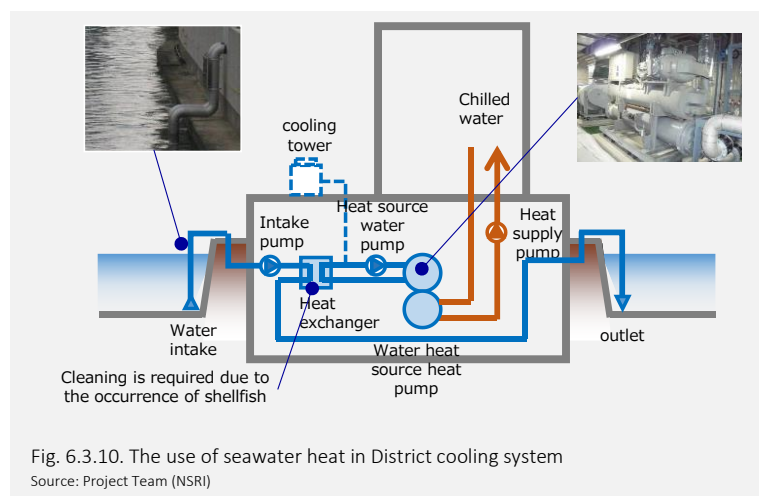 Chilled
water
cooling
tower
Heat source
water
pump
Intake
pump
Heat
supply
pump
Heat
exchanger
Water
intake
outlet
Water heat
source heat
pump
Cleaning is required due to
the occurrence of shellfish
Fig. 6.3.10. The use of seawater heat in District cooling system
Source: Project Team (NSRI)